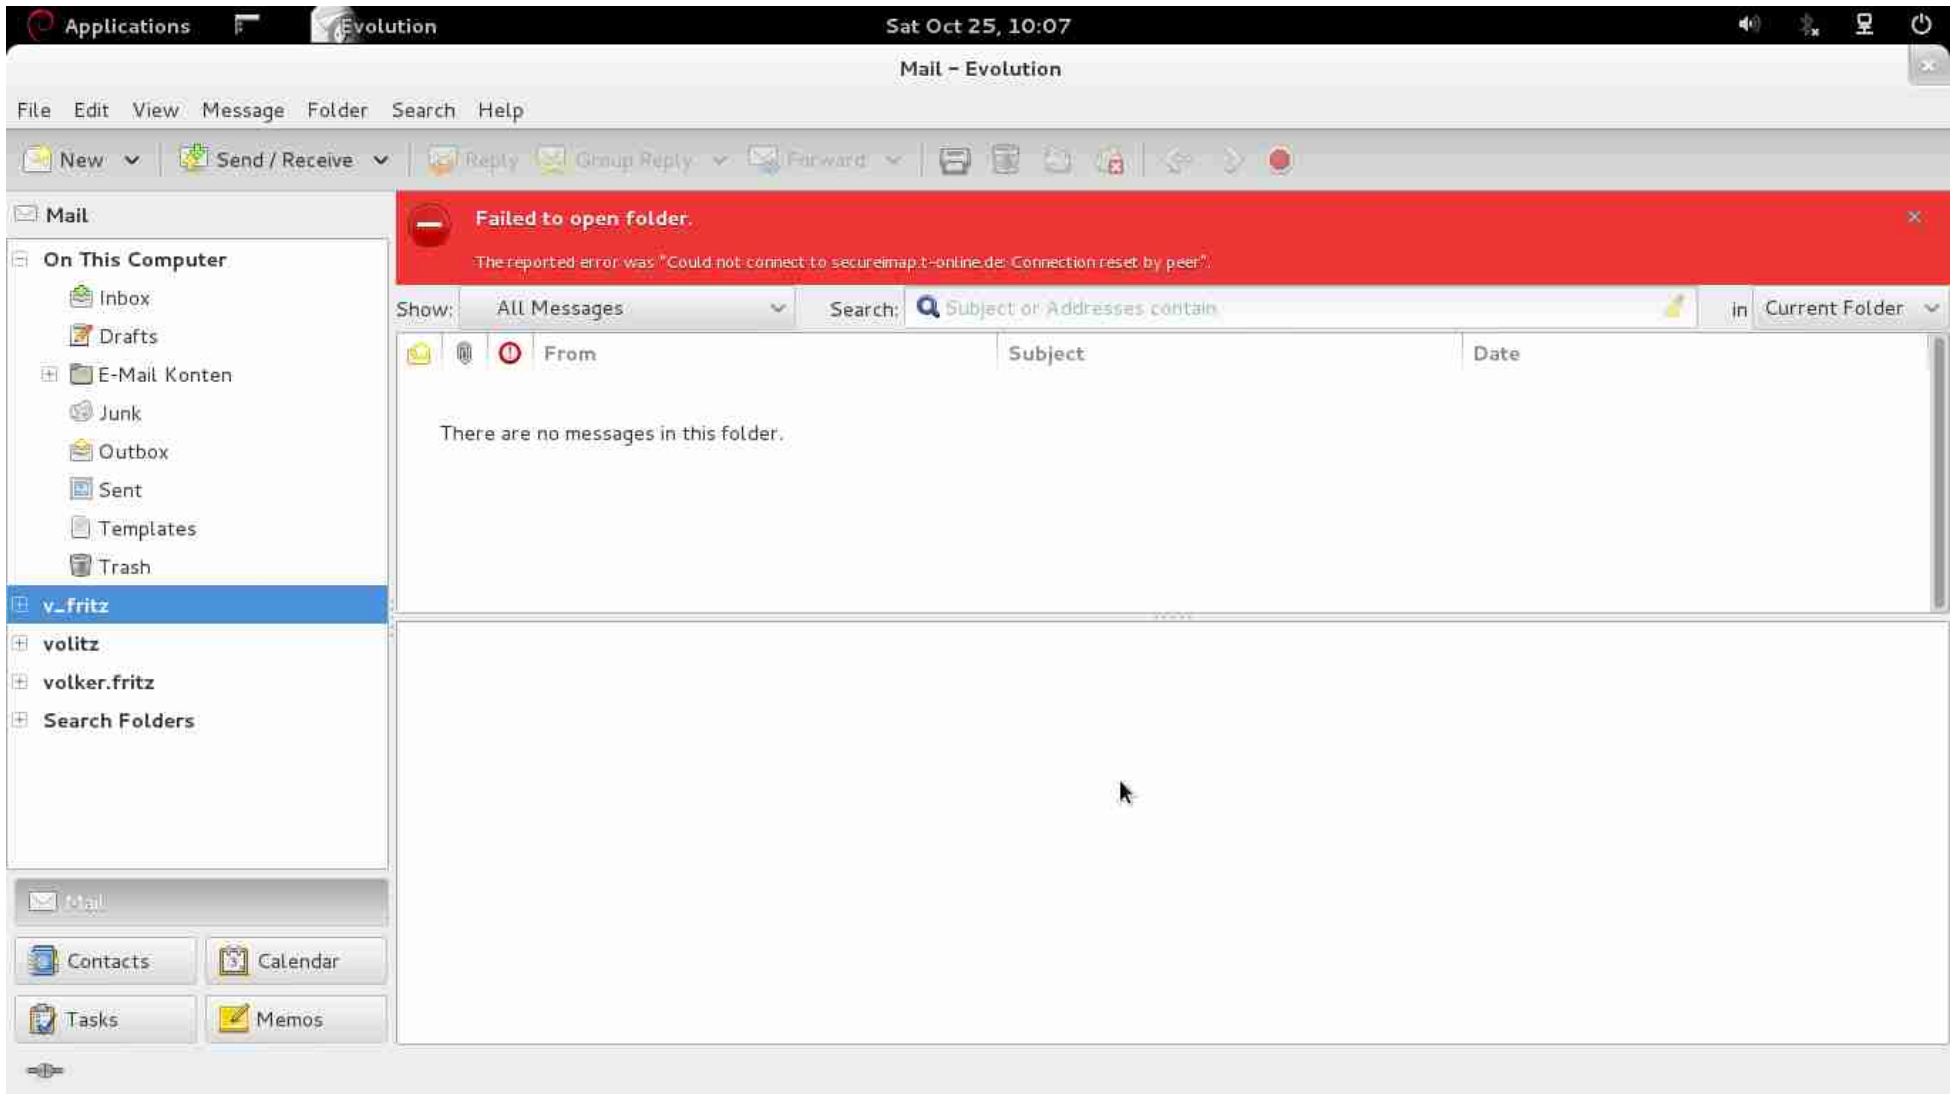 Applications Evolution Sat Oct 25, 10:07
Mail – Evolution
File Edit View Message Folder Search Help
New Send / Receive Reply Group Reply Forward
Mail
On This Computer
Inbox
Drafts
E-Mail Konten
Junk
Outbox
Sent
Templates
Trash
v_fritz
volitz
volker.fritz
Search Folders
Failed to open folder.
The reported error was "Could not connect to secureimap.t-online.de: Connection reset by peer".
Show: All Messages Search: Subject or Addresses contain in Current Folder
From Subject Date
There are no messages in this folder.
Mail
Contacts Calendar
3
Tasks Memos